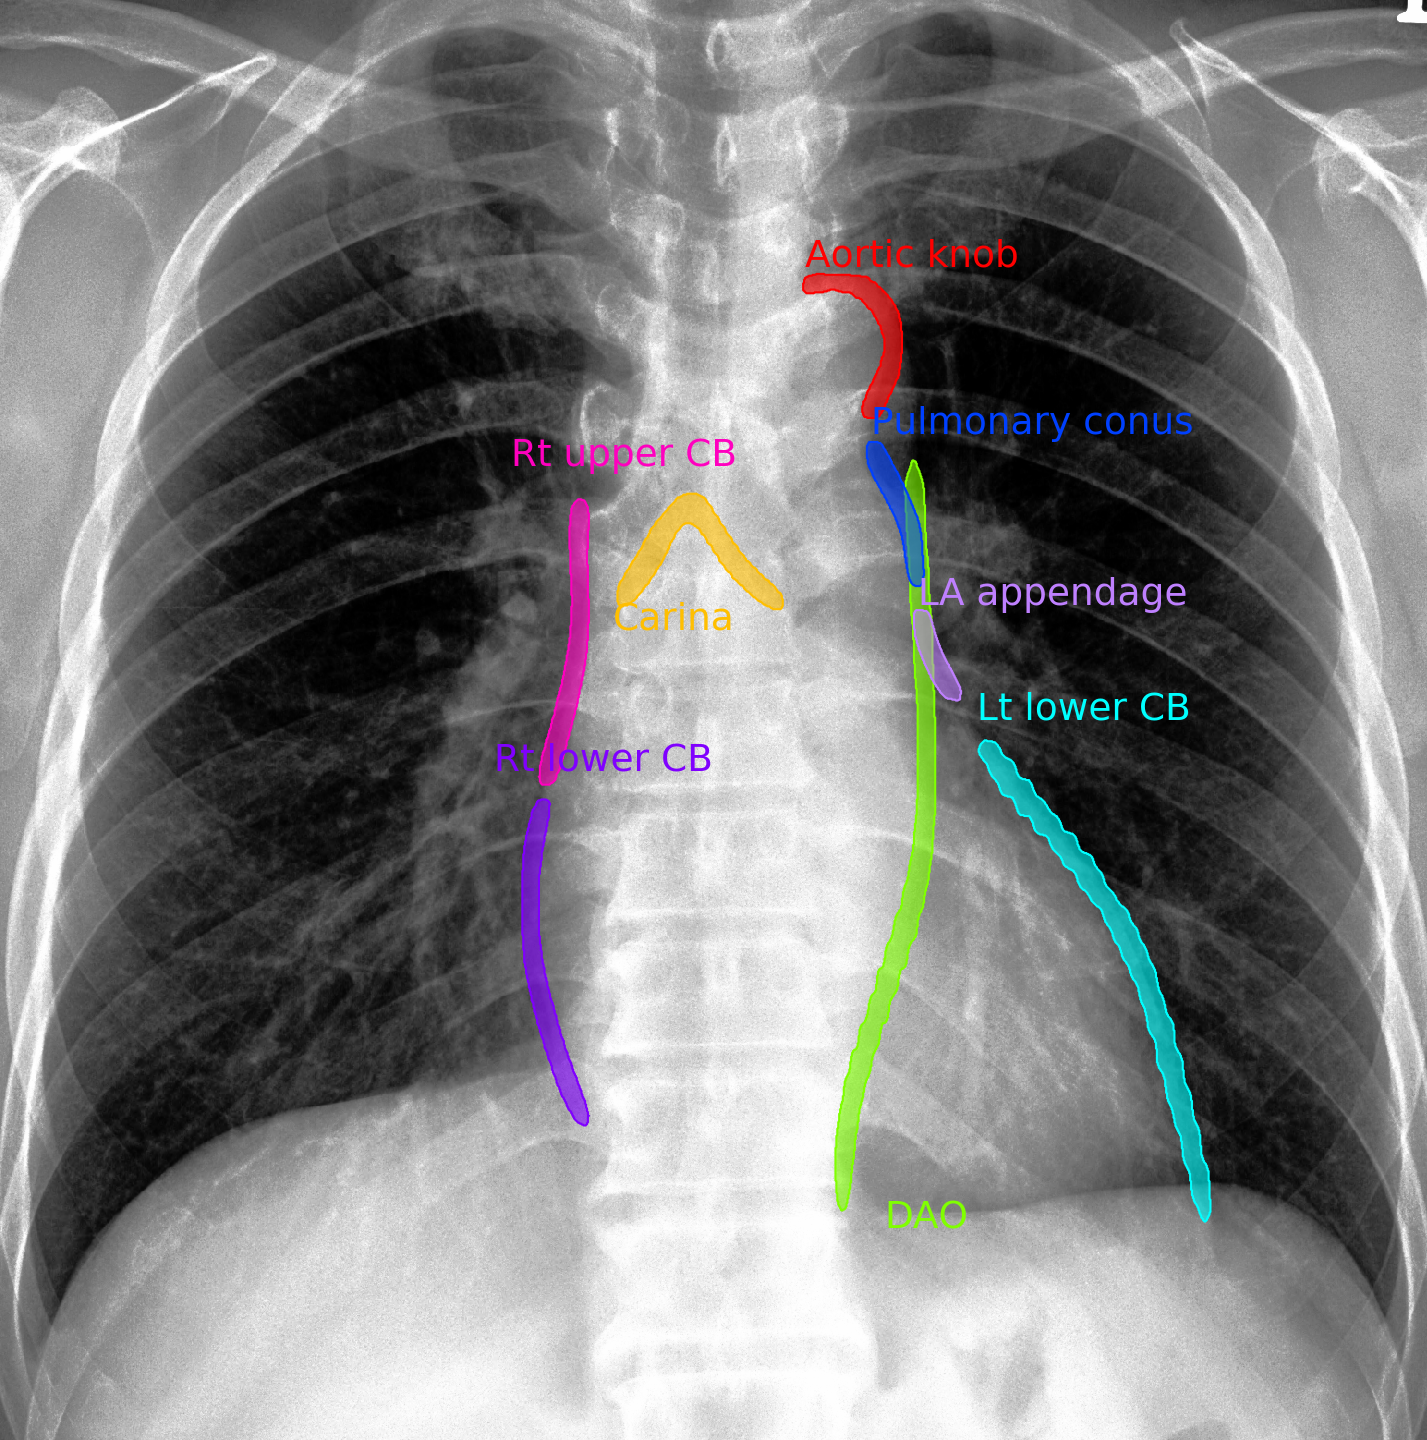 Aortic knob
Pulmonary conus
Rt upper CB
LA appendage
Carina
Lt lower CB
Rt lower CB
DAO